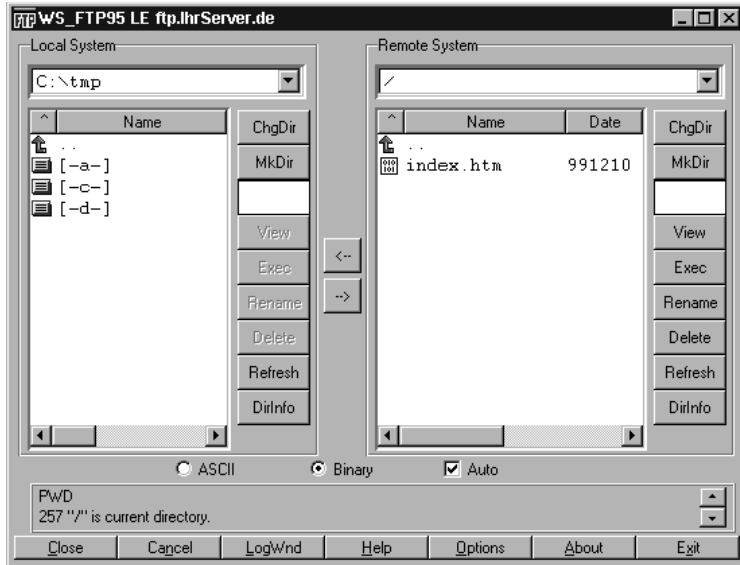 FTP WS_FTP95 LE ftp.IhrServer.de
Local System
C:\tmp
^ Name
..
[-a-]
[-c-]
[-d-]
ChgDir
MkDir
View
Exec
Rename
Delete
Refresh
DirInfo
<--
-->
Remote System
/
^ Name Date
..
index.htm 991210
ChgDir
MkDir
View
Exec
Rename
Delete
Refresh
DirInfo
ASCII Binary Auto
PWD
257 "/" is current directory.
Close Cancel LogWnd Help Options About Exit